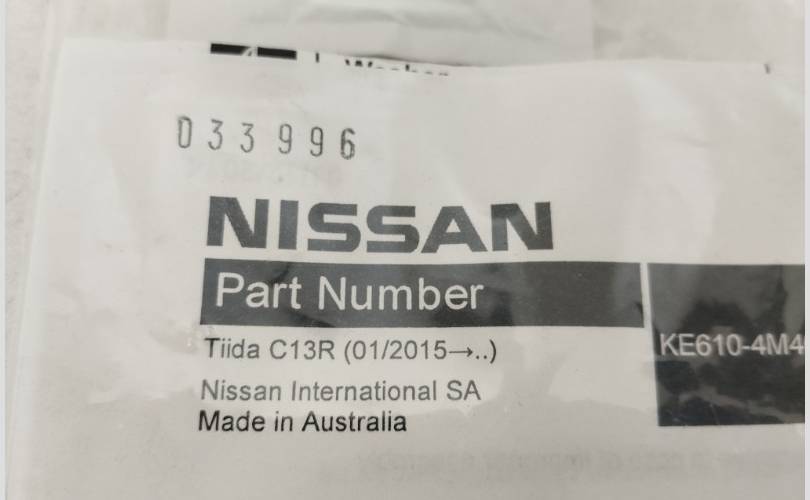 033996
NISSAN
Part Number
Tiida C13R (01/2015→..)
KE610-4M4
Nissan International SA
Made in Australia